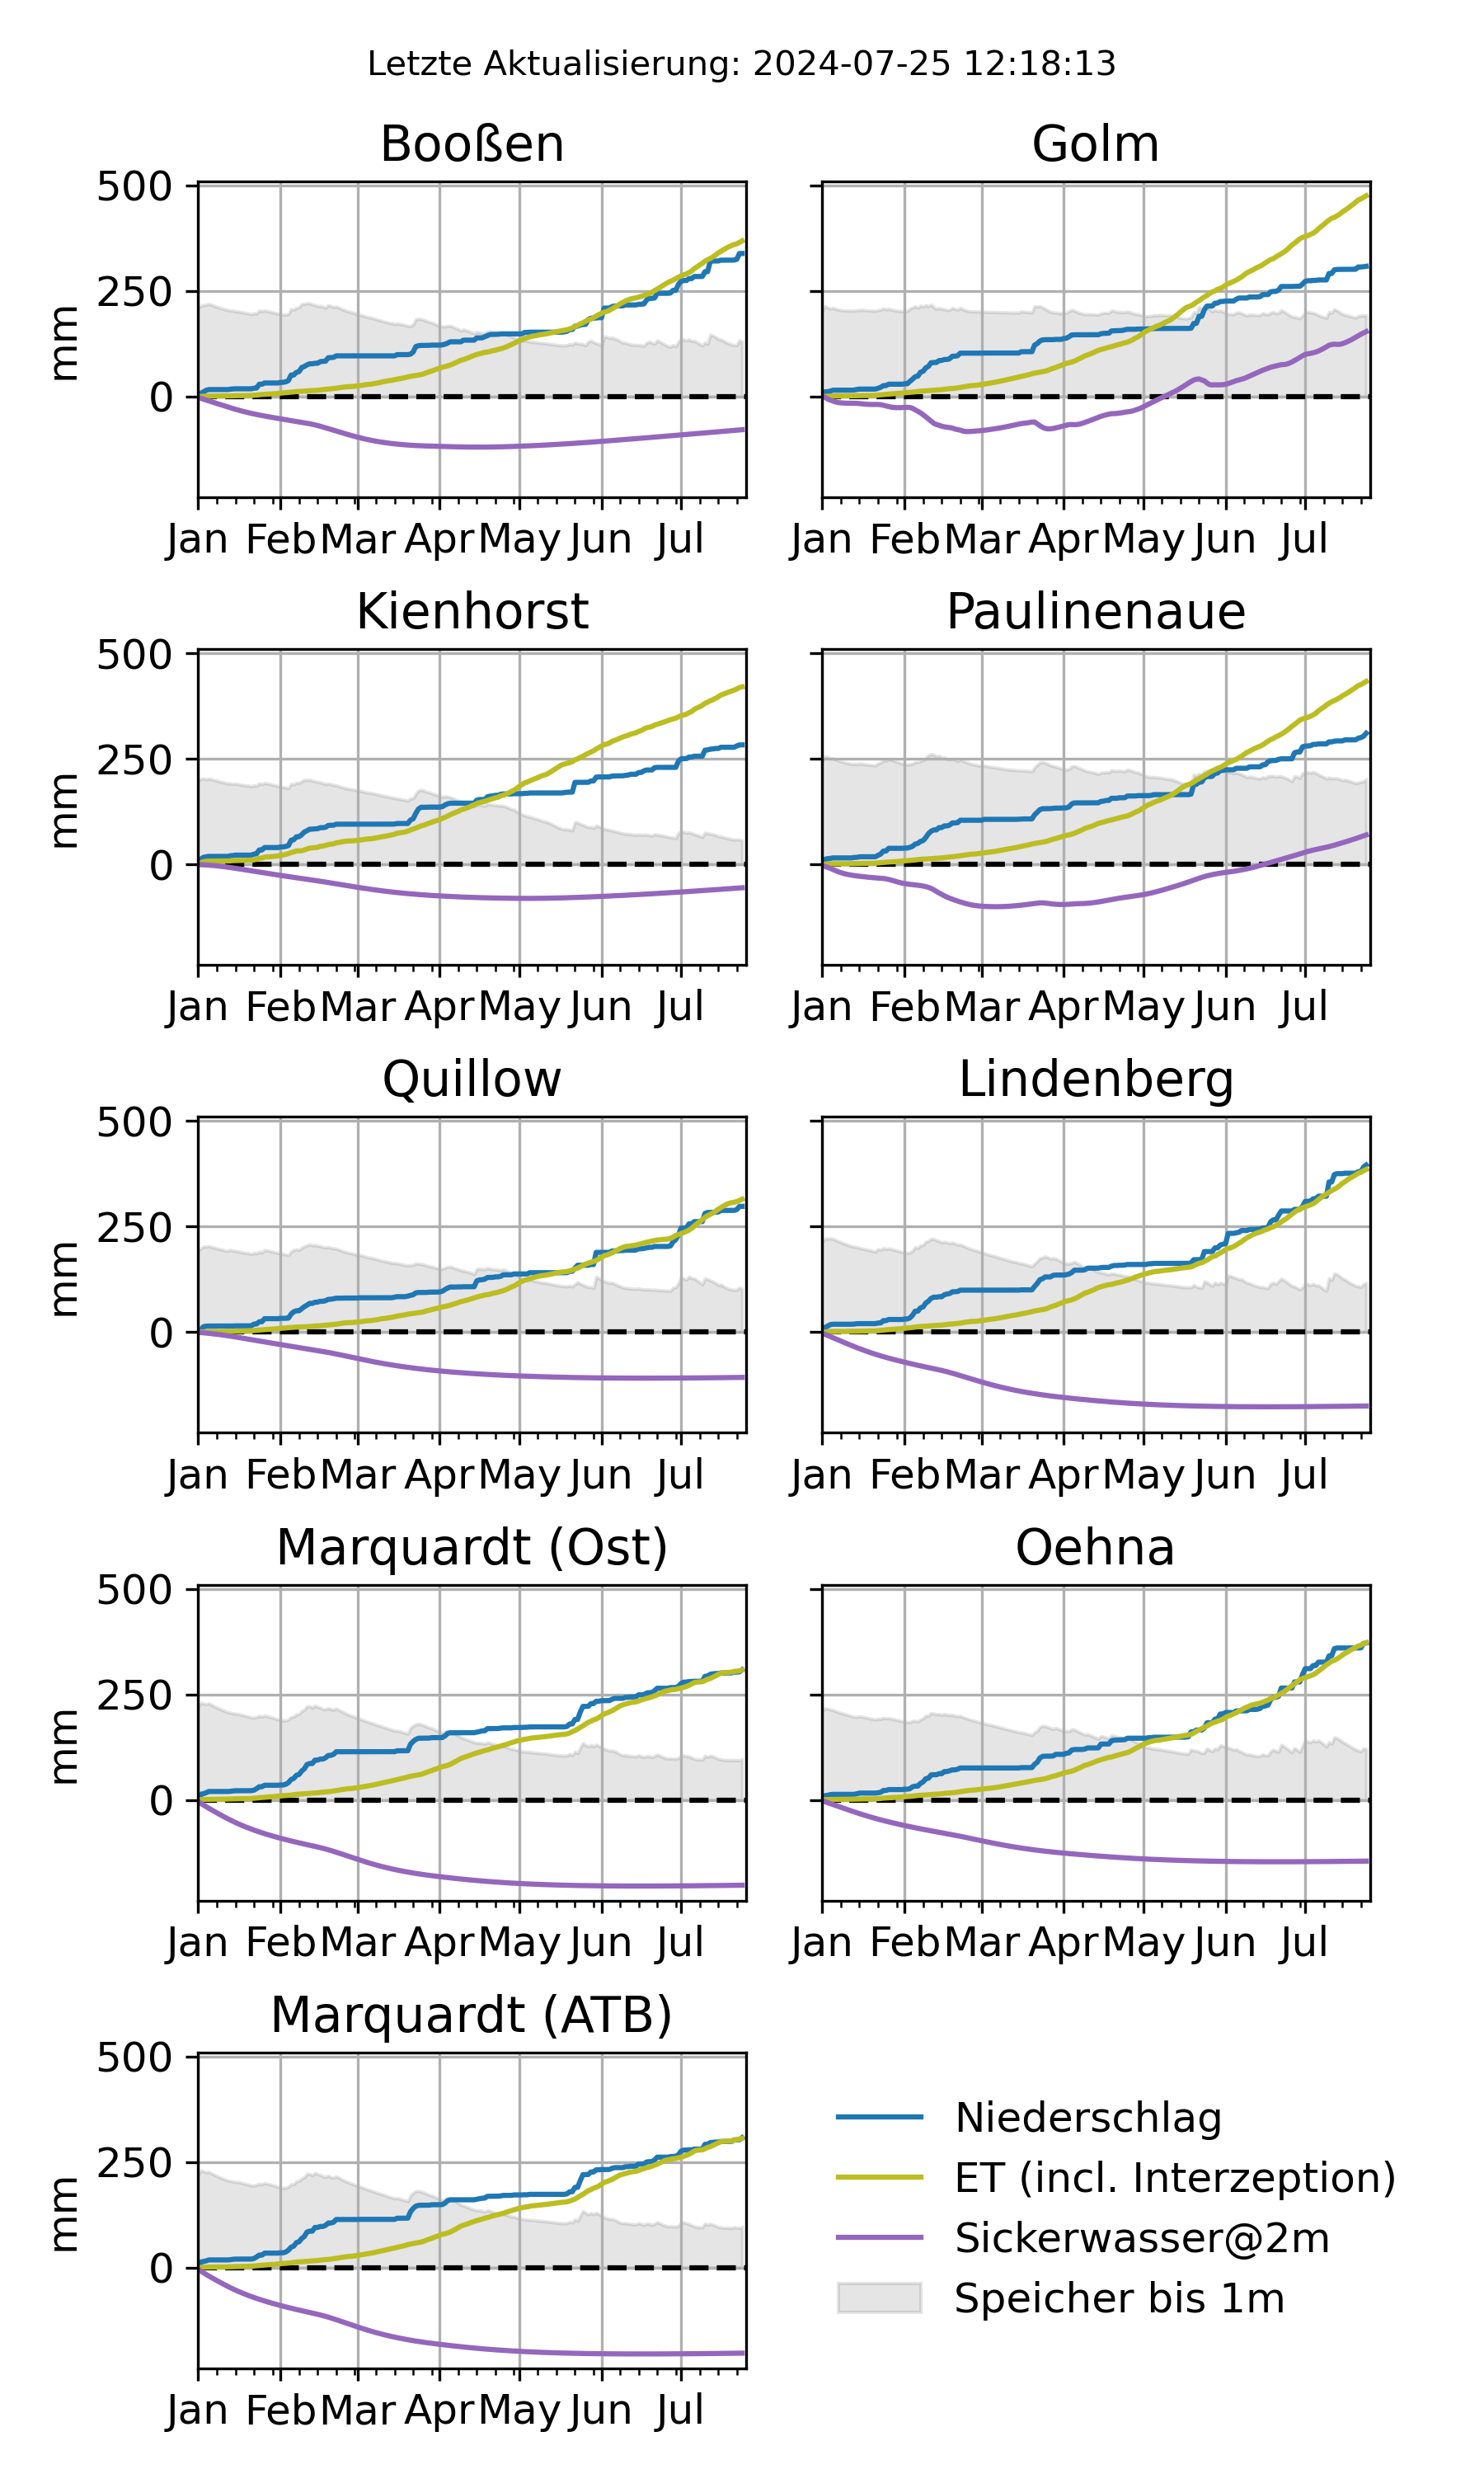 Letzte Aktualisierung: 2024-07-25 12:18:13
Booßen
Golm
500
250
0
mm
Jan Feb Mar Apr May Jun Jul
Jan Feb Mar Apr May Jun Jul
Kienhorst
Paulinenaue
500
250
0
mm
Jan Feb Mar Apr May Jun Jul
Jan Feb Mar Apr May Jun Jul
Quillow
Lindenberg
500
250
0
mm
Jan Feb Mar Apr May Jun Jul
Jan Feb Mar Apr May Jun Jul
Marquardt (Ost)
Oehna
500
250
0
mm
Jan Feb Mar Apr May Jun Jul
Jan Feb Mar Apr May Jun Jul
Marquardt (ATB)
500
250
0
mm
Jan Feb Mar Apr May Jun Jul
Niederschlag
ET (incl. Interzeption)
Sickerwasser@2m
Speicher bis 1m